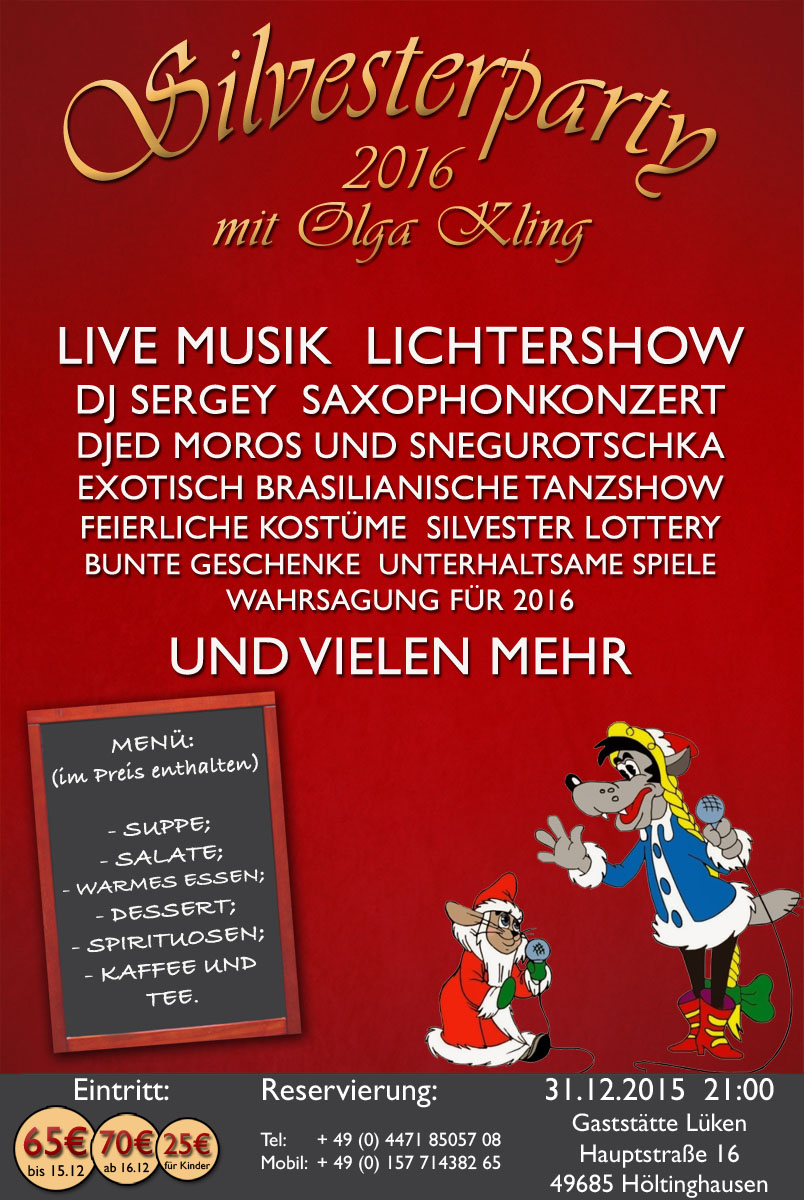 Silvesterparty
2016
mit Olga Kling
LIVE MUSIK LICHTERSHOW
DJ SERGEY SAXOPHONKONZERT
DJED MOROS UND SNEGUROTSCHKA
EXOTISCH BRASILIANISCHE TANZSHOW
FEIERLICHE KOSTÜME SILVESTER LOTTERY
BUNTE GESCHENKE UNTERHALTSAME SPIELE
WAHRSAGUNG FÜR 2016
UND VIELEN MEHR
MENÜ:
(im Preis enthalten)
- SUPPE;
- SALATE;
- WARMES ESSEN;
- DESSERT;
- SPIRITUOSEN;
- KAFFEE UND
TEE.
Eintritt:
65€
bis 15.12
70€
ab 16.12
25€
für Kinder
Reservierung:
Tel: + 49 (0) 4471 85057 08
Mobil: + 49 (0) 157 714382 65
31.12.2015 21:00
Gaststätte Lüken
Hauptstraße 16
49685 Höltinghausen